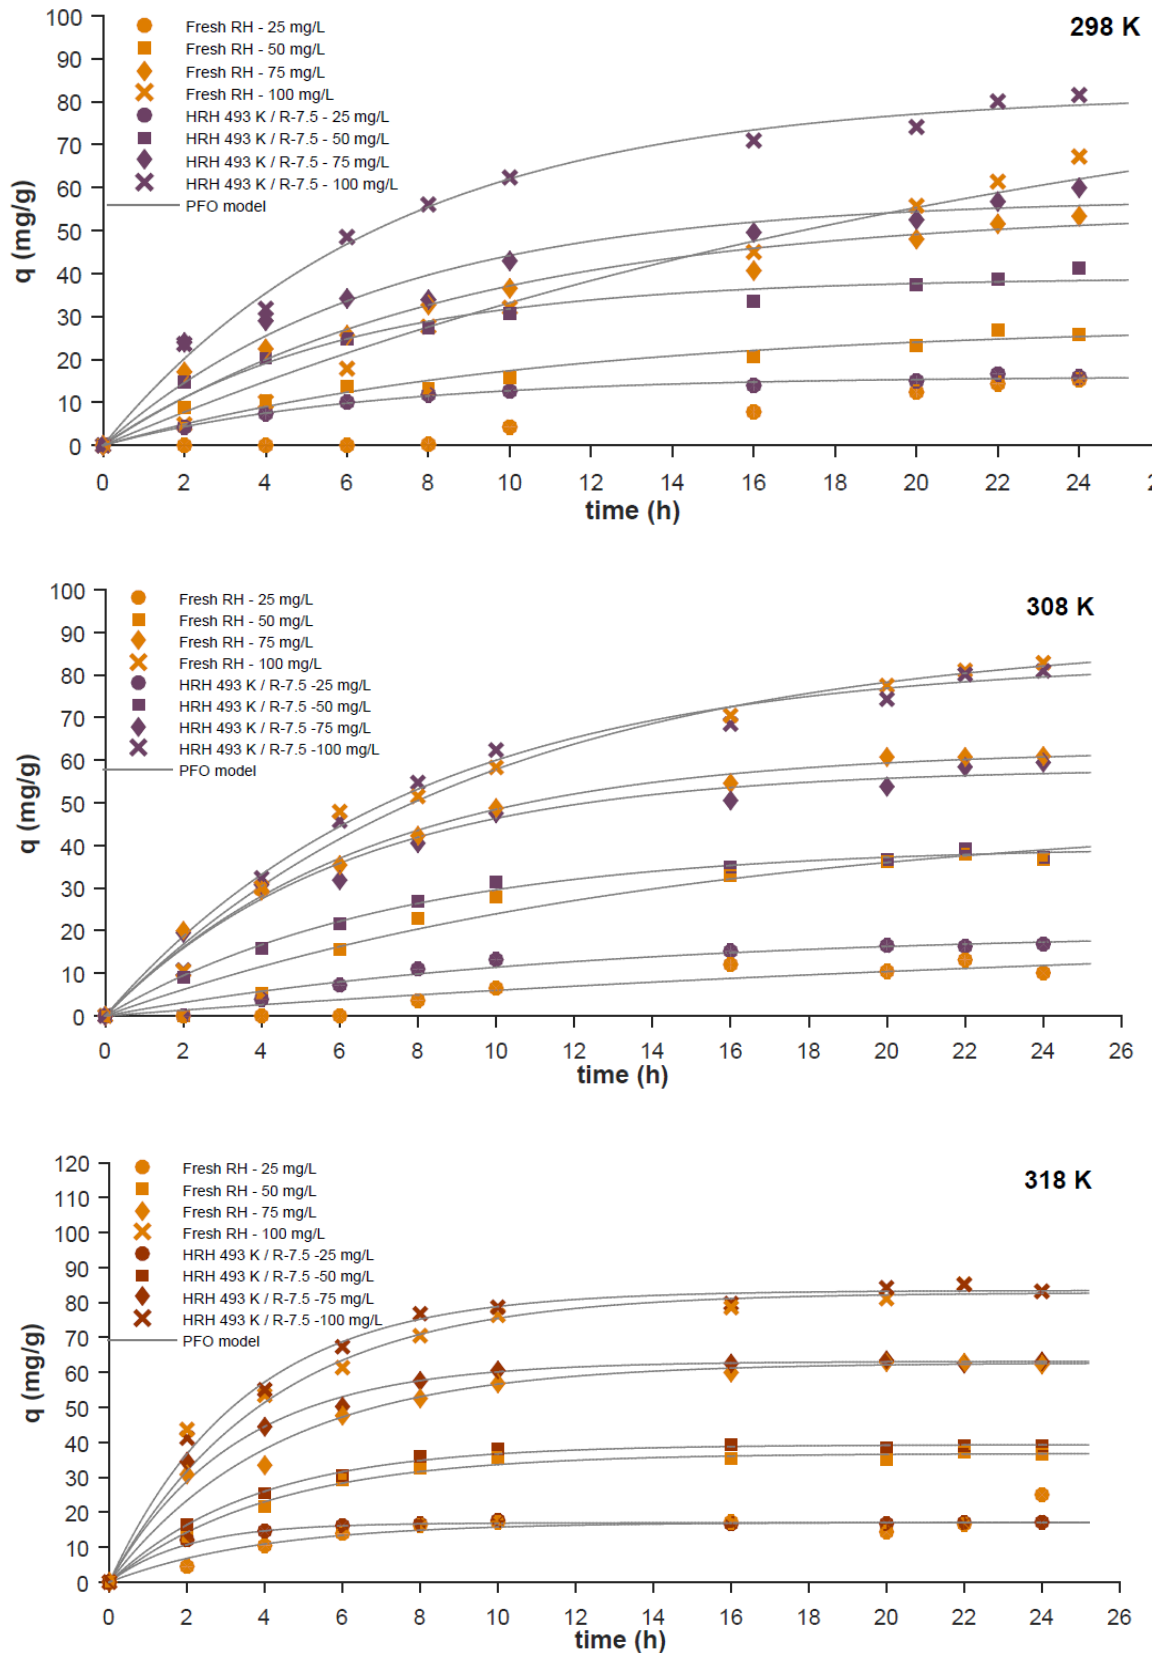 298 K
100
90
80
70
60
50
40
30
20
10
0
q (mg/g)
Fresh RH - 25 mg/L
Fresh RH - 50 mg/L
Fresh RH - 75 mg/L
Fresh RH - 100 mg/L
HRH 493 K / R-7.5 - 25 mg/L
HRH 493 K / R-7.5 - 50 mg/L
HRH 493 K / R-7.5 - 75 mg/L
HRH 493 K / R-7.5 - 100 mg/L
PFO model
0 2 4 6 8 10 12 14 16 18 20 22 24 2
time (h)
308 K
100
90
80
70
60
50
40
30
20
10
0
q (mg/g)
Fresh RH - 25 mg/L
Fresh RH - 50 mg/L
Fresh RH - 75 mg/L
Fresh RH - 100 mg/L
HRH 493 K / R-7.5 -25 mg/L
HRH 493 K / R-7.5 -50 mg/L
HRH 493 K / R-7.5 -75 mg/L
HRH 493 K / R-7.5 -100 mg/L
PFO model
0 2 4 6 8 10 12 14 16 18 20 22 24 26
time (h)
318 K
120
110
100
90
80
70
60
50
40
30
20
10
0
q (mg/g)
Fresh RH - 25 mg/L
Fresh RH - 50 mg/L
Fresh RH - 75 mg/L
Fresh RH - 100 mg/L
HRH 493 K / R-7.5 -25 mg/L
HRH 493 K / R-7.5 -50 mg/L
HRH 493 K / R-7.5 -75 mg/L
HRH 493 K / R-7.5 -100 mg/L
PFO model
0 2 4 6 8 10 12 14 16 18 20 22 24 26
time (h)